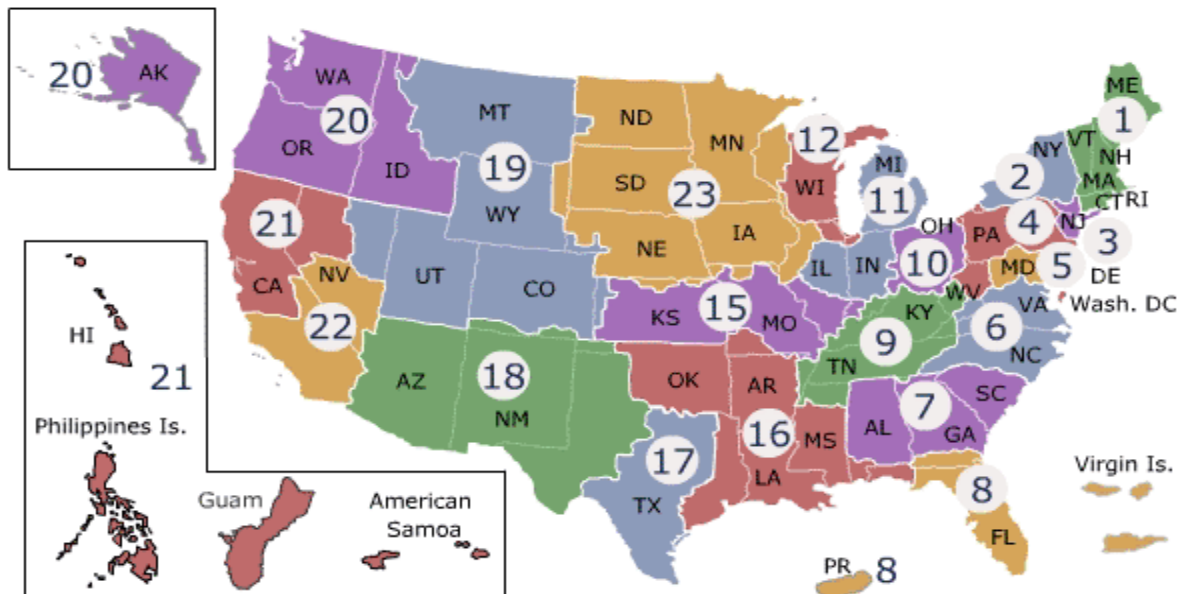 20
AK
WA
20
OR
ID
MT
19
WY
ND
MN
SD
23
NE
IA
12
WI
MI
11
ME
1
VT
NY
NH
2
MA
CT
RI
OH
PA
4
NJ
3
10
MD
5
DE
WV
Wash. DC
21
CA
NV
22
UT
CO
IL
IN
KS
15
MO
KY
9
TN
VA
6
NC
HI
21
AZ
18
NM
OK
AR
16
MS
LA
AL
7
SC
GA
17
TX
8
FL
PR
8
Virgin Is.
Philippines Is.
Guam
American
Samoa